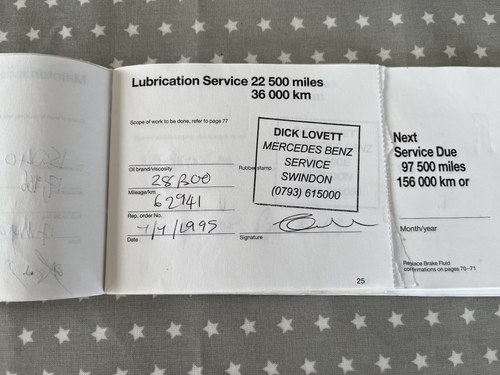 Lubrication Service 22 500 miles
36 000 km
Scope of work to be done, refer to page 77
Oil brand/viscosity
Rubber stamp
DICK LOVETT
MERCEDES BENZ
SERVICE
SWINDON
(0793) 615000
28300
Mileage/km
62941
Rep. order No.
7/7/1995
Date
Signature
25
Next
Service Due
97 500 miles
156 000 km or
Month/year
Replace Brake Fluid
confirmations on pages 70–71